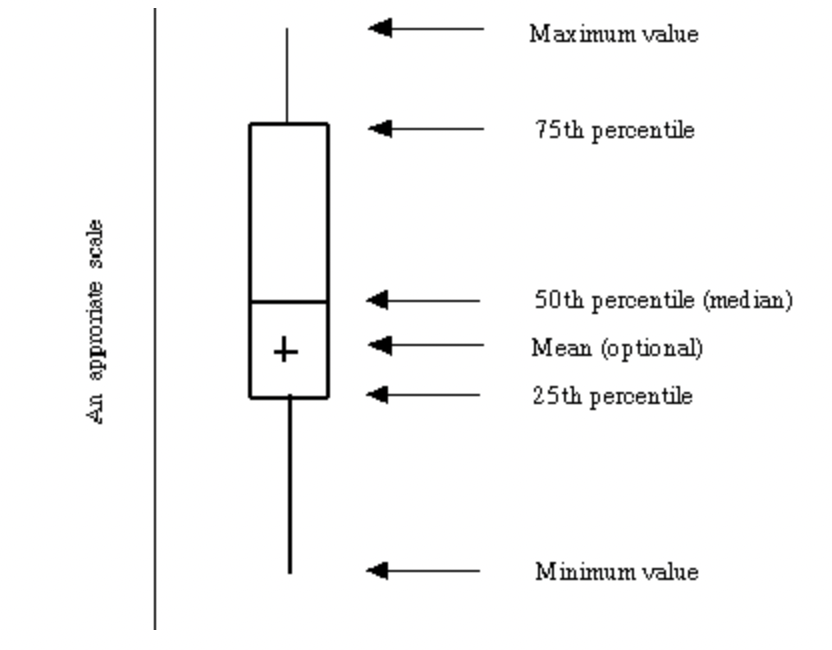 Maximum value
75th percentile
An approriate scale
50th percentile (median)
Mean (optional)
25th percentile
Minimum value